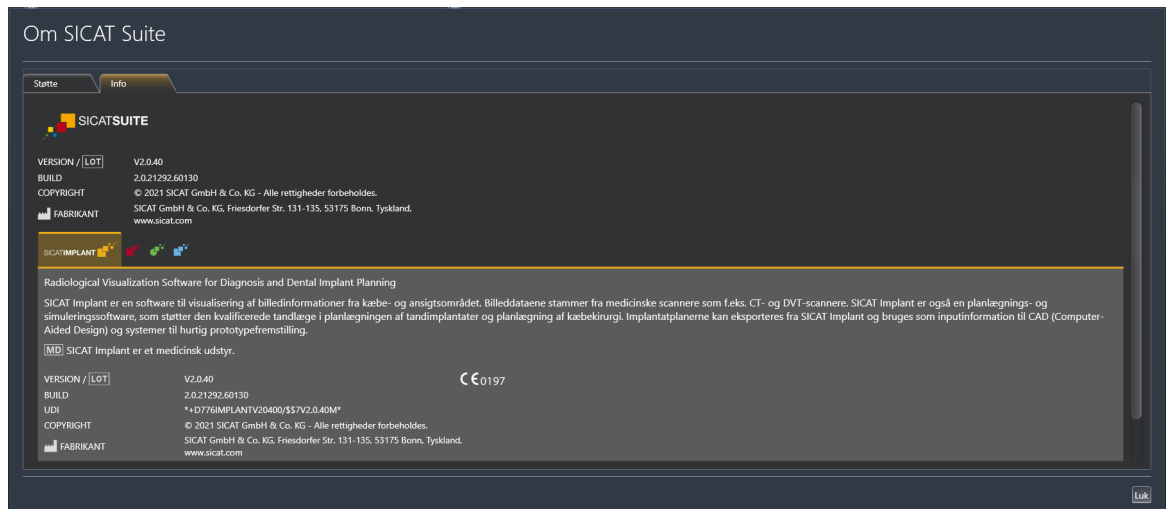 Om SICAT Suite
Støtte
Info
SICATSUITE
VERSION / LOT V2.0.40
BUILD 2.0.21292.60130
COPYRIGHT © 2021 SICAT GmbH & Co. KG - Alle rettigheder forbeholdes.
FABRIKANT SICAT GmbH & Co. KG, Friesdorfer Str. 131-135, 53175 Bonn, Tyskland,
www.sicat.com
SICATIMPLANT
Radiological Visualization Software for Diagnosis and Dental Implant Planning
SICAT Implant er en software til visualisering af billedinformationer fra kæbe- og ansigtsområdet. Billeddataene stammer fra medicinske scannere som f.eks. CT- og DVT-scannere. SICAT Implant er også en planlægnings- og
simuleringssoftware, som støtter den kvalificerede tandlæge i planlægningen af tandimplantater og planlægning af kæbekirurgi. Implantatplanerne kan eksporteres fra SICAT Implant og bruges som inputinformation til CAD (Computer-
Aided Design) og systemer til hurtig prototypefremstilling.
MD SICAT Implant er et medicinsk udstyr.
VERSION / LOT V2.0.40 CE0197
BUILD 2.0.21292.60130
UDI *+D776IMPLANTV20400/$$7V2.0.40M*
COPYRIGHT © 2021 SICAT GmbH & Co. KG - Alle rettigheder forbeholdes.
FABRIKANT SICAT GmbH & Co. KG, Friesdorfer Str. 131-135, 53175 Bonn, Tyskland,
www.sicat.com
Luk